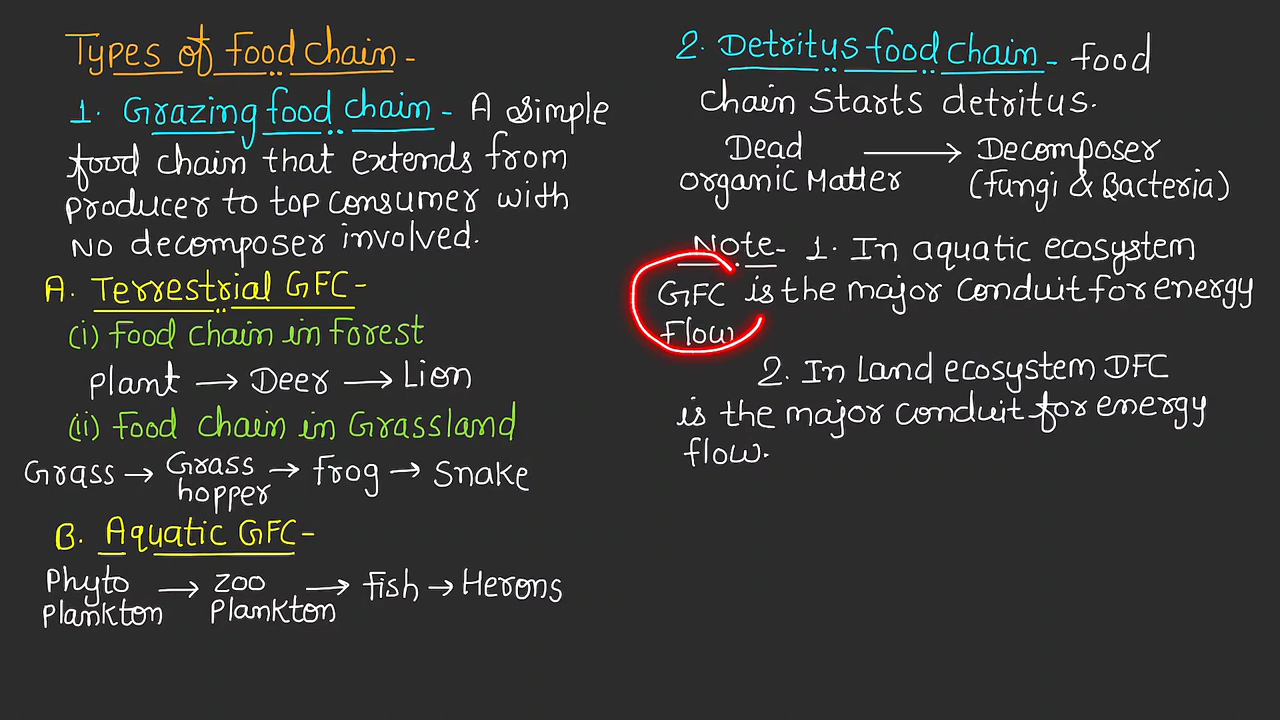 Types of food chain -
1. Grazing food chain - A simple
food chain that extends from
producer to top consumer with
no decomposer involved.
A. Terrestrial GFC-
(i) food chain in forest
Plant → Deer → Lion
(ii) food chain in Grassland
Grass → Grass hopper → frog → Snake
B. Aquatic GFC-
Phyto Plankton → Zoo Plankton → fish → Herons
2. Detritus food chain - food
chain starts detritus.
Dead organic Matter → Decomposer (fungi & Bacteria)
Note- 1. In aquatic ecosystem
GFC is the major conduit for energy
flow
2. In Land ecosystem DFC
is the major conduit for energy
flow.